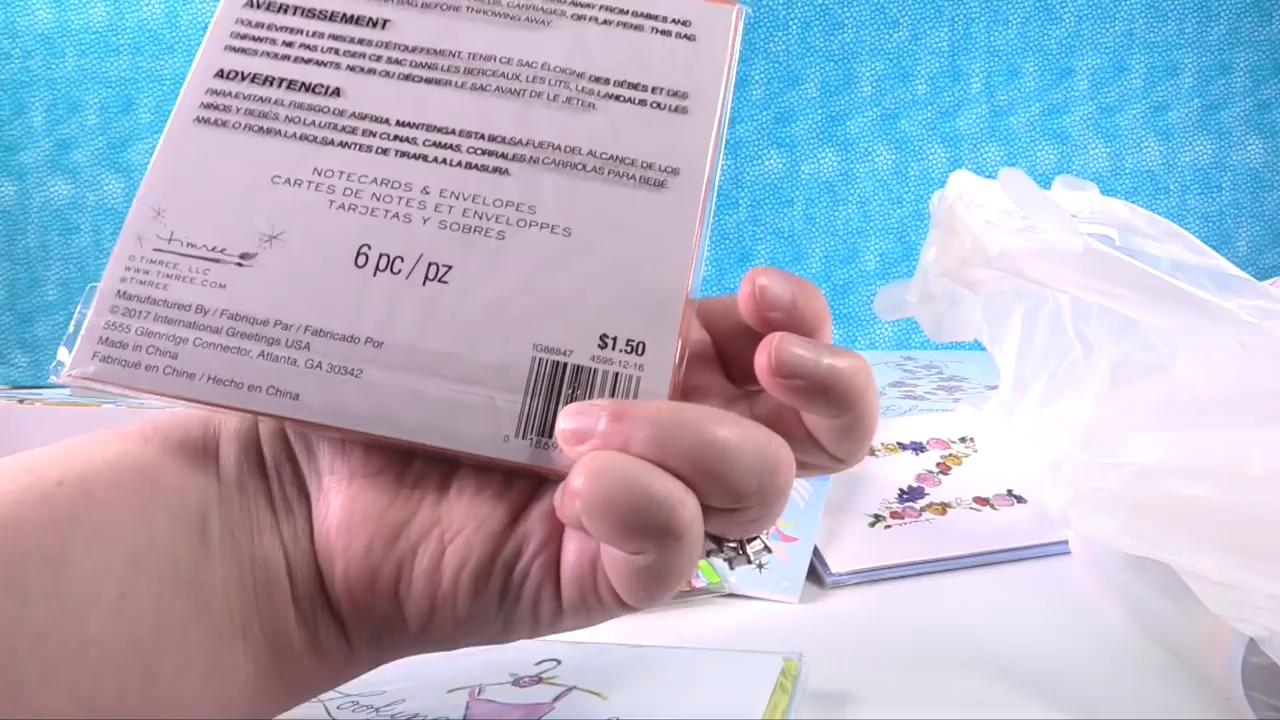 AWAY FROM BABIES AND
CARRIAGES, OR PLAY PENS. THIS BAG
BAG BEFORE THROWING AWAY.
AVERTISSEMENT
POUR ÉVITER LES RISQUES D'ÉTOUFFEMENT, TENIR CE SAC ÉLOIGNÉ DES BÉBÉS ET DES
ENFANTS. NE PAS UTILISER CE SAC DANS LES BERCEAUX, LES LITS, LES LANDAUS OU LES
PARCS POUR ENFANTS. NOUR OU DÉCHIRER LE SAC AVANT DE LE JETER.
ADVERTENCIA
PARA EVITAR EL RIESGO DE ASFIXIA, MANTENGA ESTA BOLSA FUERA DEL ALCANCE DE LOS
NIÑOS Y BEBÉS. NO LA UTILICE EN CUNAS, CAMAS, CORRALES NI CARRIOLAS PARA BEBÉ.
ANUDE O ROMPA LA BOLSA ANTES DE TIRARLA A LA BASURA.
NOTECARDS & ENVELOPES
CARTES DE NOTES ET ENVELOPPES
TARJETAS Y SOBRES
6 pc / pz
timree
© TIMREE, LLC
WWW.TIMREE.COM
@TIMREE
Manufactured By / Fabriqué Par / Fabricado Por
© 2017 International Greetings USA
5555 Glenridge Connector, Atlanta, GA 30342
Made in China
Fabriqué en Chine / Hecho en China
$1.50
IG88847 4595-12-16
0 1869
Z
Looking